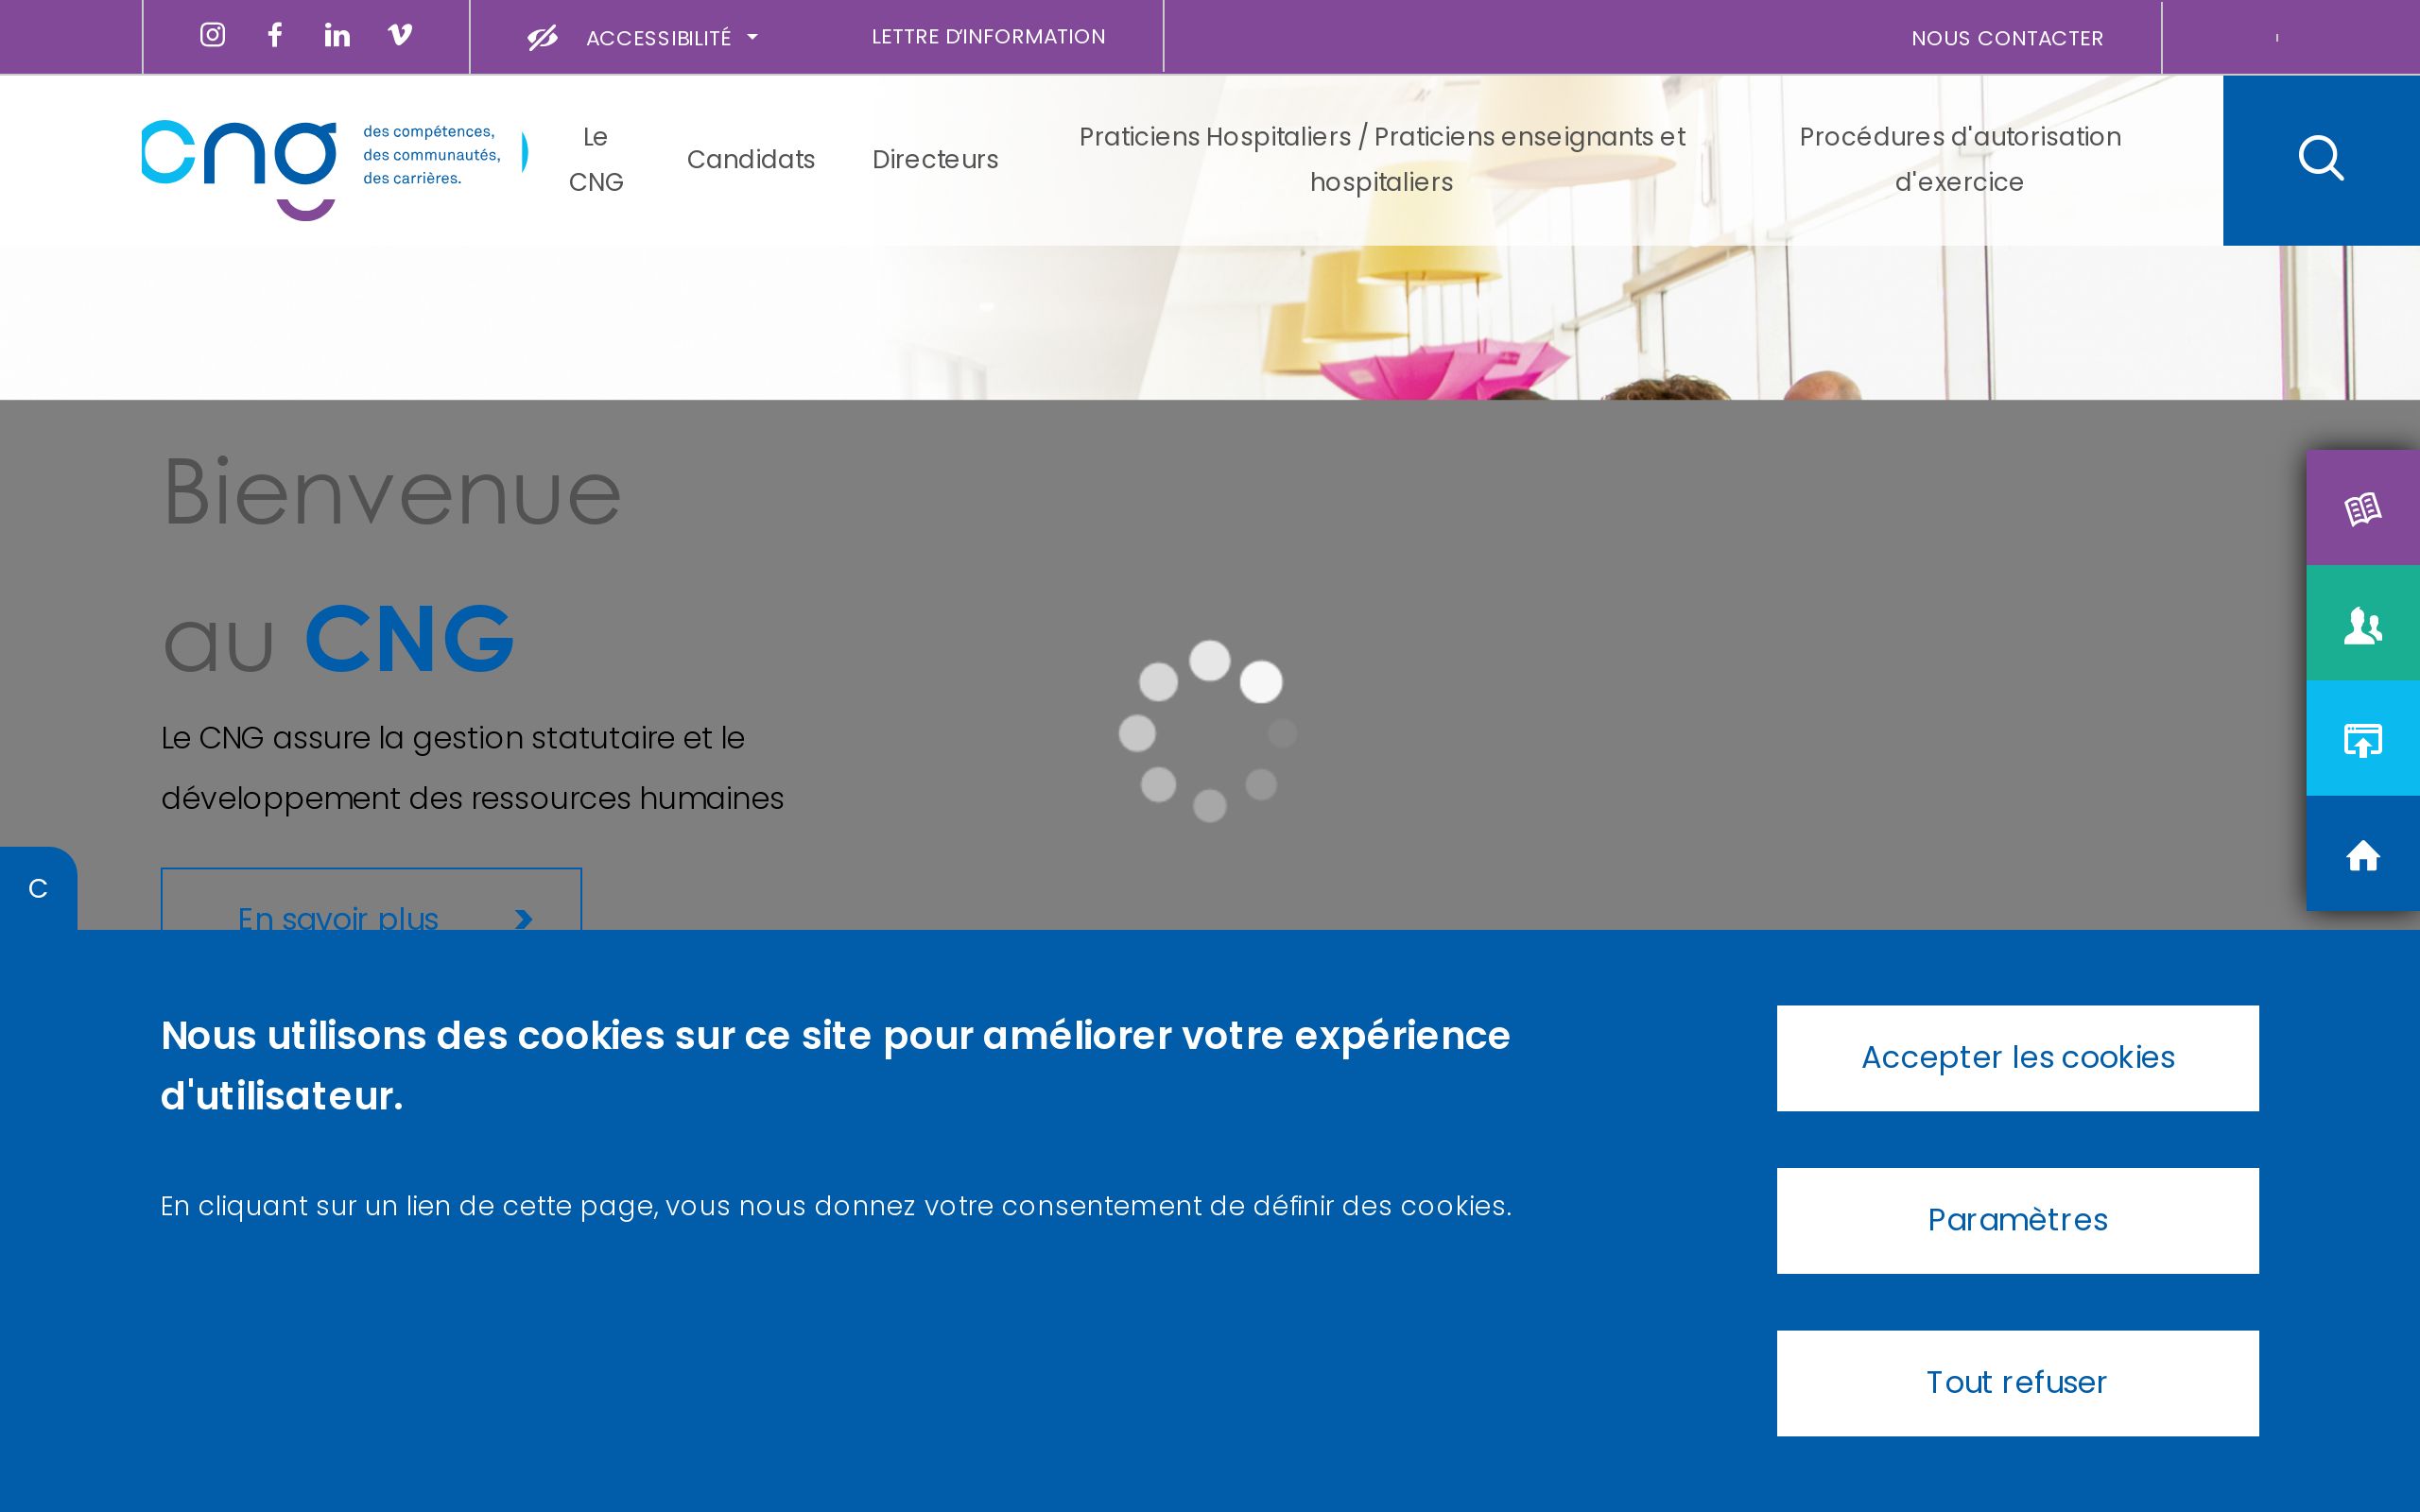 ACCESSIBILITÉ
LETTRE D'INFORMATION
NOUS CONTACTER
cng
des compétences,
des communautés,
des carrières.
Le
CNG
Candidats
Directeurs
Praticiens Hospitaliers / Praticiens enseignants et
hospitaliers
Procédures d'autorisation
d'exercice
Bienvenue
au CNG
Le CNG assure la gestion statutaire et le
développement des ressources humaines
C
En savoir plus
Nous utilisons des cookies sur ce site pour améliorer votre expérience
d'utilisateur.
En cliquant sur un lien de cette page, vous nous donnez votre consentement de définir des cookies.
Accepter les cookies
Paramètres
Tout refuser